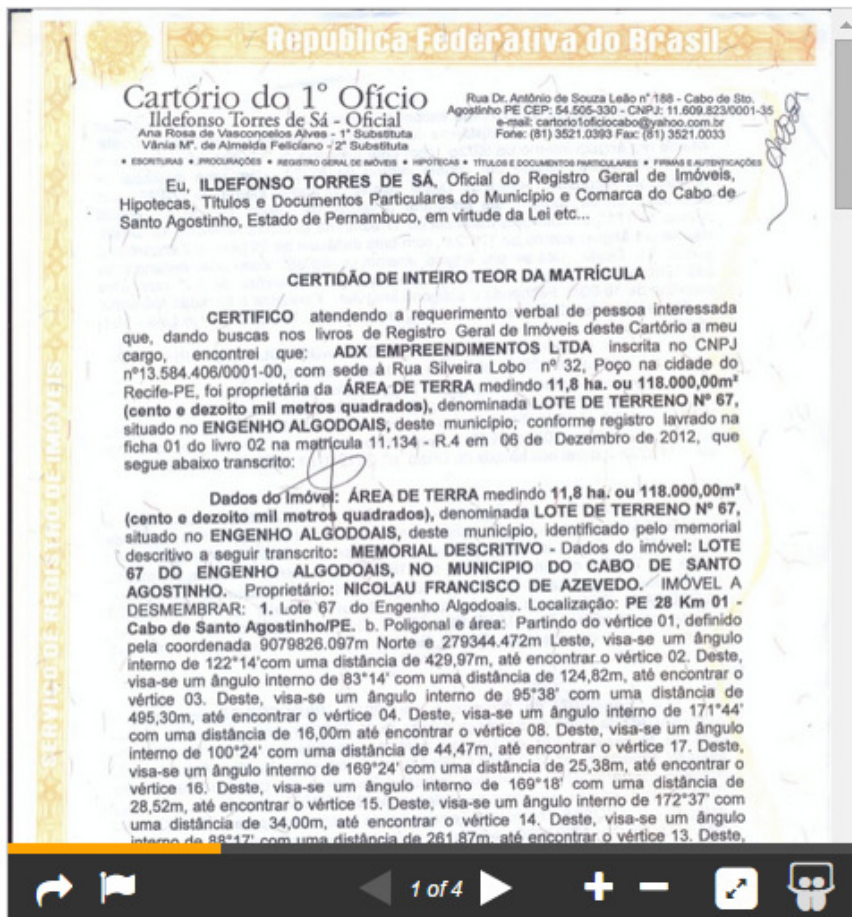 República Federativa do Brasil
Cartório do 1º Ofício
Ildefonso Torres de Sá - Oficial
Ana Rosa de Vasconcelos Alves - 1ª Substituta
Vânia Mª. de Almeida Feliciano - 2ª Substituta
Rua Dr. Antônio de Souza Leão nº 188 - Cabo de Sto.
Agostinho PE CEP: 54.505-330 - CNPJ: 11.609.823/0001-35
e-mail: cartorio1oficiocabo@yahoo.com.br
Fone: (81) 3521.0393 Fax: (81) 3521.0033
• ESCRITURAS • PROCURAÇÕES • REGISTRO GERAL DE IMÓVEIS • HIPOTECAS • TÍTULOS E DOCUMENTOS PARTICULARES • FIRMAS E AUTENTICAÇÕES
Eu, ILDEFONSO TORRES DE SÁ, Oficial do Registro Geral de Imóveis,
Hipotecas, Títulos e Documentos Particulares do Município e Comarca do Cabo de
Santo Agostinho, Estado de Pernambuco, em virtude da Lei etc...
CERTIDÃO DE INTEIRO TEOR DA MATRÍCULA
CERTIFICO atendendo a requerimento verbal de pessoa interessada
que, dando buscas nos livros de Registro Geral de Imóveis deste Cartório a meu
cargo, encontrei que: ADX EMPREENDIMENTOS LTDA inscrita no CNPJ
nº13.584.406/0001-00, com sede à Rua Silveira Lobo nº 32, Poço na cidade do
Recife-PE, foi proprietária da ÁREA DE TERRA medindo 11,8 ha. ou 118.000,00m²
(cento e dezoito mil metros quadrados), denominada LOTE DE TERRENO Nº 67,
situado no ENGENHO ALGODOAIS, deste município, conforme registro lavrado na
ficha 01 do livro 02 na matrícula 11.134 - R.4 em 06 de Dezembro de 2012, que
segue abaixo transcrito:
Dados do Imóvel: ÁREA DE TERRA medindo 11,8 ha. ou 118.000,00m²
(cento e dezoito mil metros quadrados), denominada LOTE DE TERRENO Nº 67,
situado no ENGENHO ALGODOAIS, deste município, identificado pelo memorial
descritivo a seguir transcrito: MEMORIAL DESCRITIVO - Dados do imóvel: LOTE
67 DO ENGENHO ALGODOAIS, NO MUNICIPIO DO CABO DE SANTO
AGOSTINHO. Proprietário: NICOLAU FRANCISCO DE AZEVEDO. IMÓVEL A
DESMEMBRAR: 1. Lote 67 do Engenho Algodoais. Localização: PE 28 Km 01 -
Cabo de Santo Agostinho/PE. b. Poligonal e área: Partindo do vértice 01, definido
pela coordenada 9079826.097m Norte e 279344.472m Leste, visa-se um ângulo
interno de 122°14'com uma distância de 429,97m, até encontrar o vértice 02. Deste,
visa-se um ângulo interno de 83°14' com uma distância de 124,82m, até encontrar o
vértice 03. Deste, visa-se um ângulo interno de 95°38' com uma distância de
495,30m, até encontrar o vértice 04. Deste, visa-se um ângulo interno de 171°44'
com uma distância de 16,00m até encontrar o vértice 08. Deste, visa-se um ângulo
interno de 100°24' com uma distância de 44,47m, até encontrar o vértice 17. Deste,
visa-se um ângulo interno de 169°24' com uma distância de 25,38m, até encontrar o
vértice 16. Deste, visa-se um ângulo interno de 169°18' com uma distância de
28,52m, até encontrar o vértice 15. Deste, visa-se um ângulo interno de 172°37' com
uma distância de 34,00m, até encontrar o vértice 14. Deste, visa-se um ângulo
interno de 88°17' com uma distância de 261,87m, até encontrar o vértice 13. Deste,
SERVIÇO DE REGISTRO DE IMÓVEIS
1 of 4